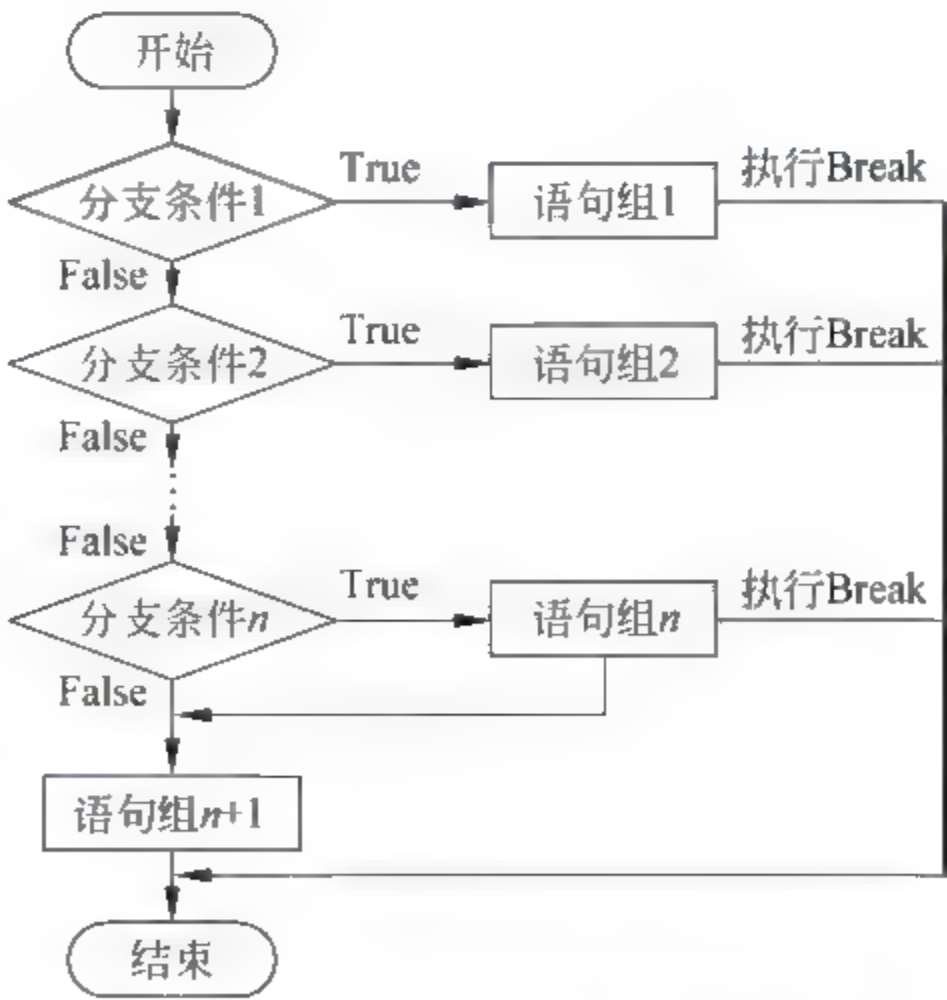 开始
分支条件1
True
语句组1
执行Break
False
分支条件2
True
语句组2
执行Break
False
False
分支条件n
True
语句组n
执行Break
False
语句组n+1
结束